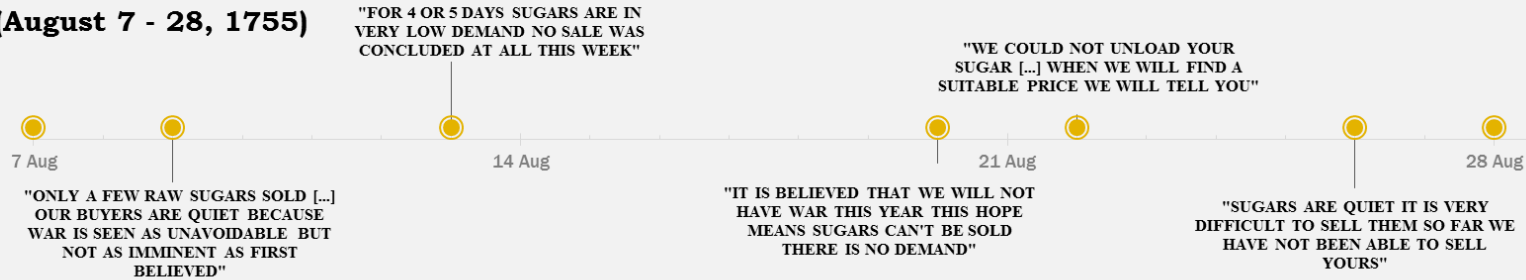 (August 7 - 28, 1755)
"FOR 4 OR 5 DAYS SUGARS ARE IN
VERY LOW DEMAND NO SALE WAS
CONCLUDED AT ALL THIS WEEK"
"WE COULD NOT UNLOAD YOUR
SUGAR [...] WHEN WE WILL FIND A
SUITABLE PRICE WE WILL TELL YOU"
7 Aug
14 Aug
21 Aug
28 Aug
"ONLY A FEW RAW SUGARS SOLD [...]
OUR BUYERS ARE QUIET BECAUSE
WAR IS SEEN AS UNAVOIDABLE BUT
NOT AS IMMINENT AS FIRST
BELIEVED"
"IT IS BELIEVED THAT WE WILL NOT
HAVE WAR THIS YEAR THIS HOPE
MEANS SUGARS CAN'T BE SOLD
THERE IS NO DEMAND"
"SUGARS ARE QUIET IT IS VERY
DIFFICULT TO SELL THEM SO FAR WE
HAVE NOT BEEN ABLE TO SELL
YOURS"